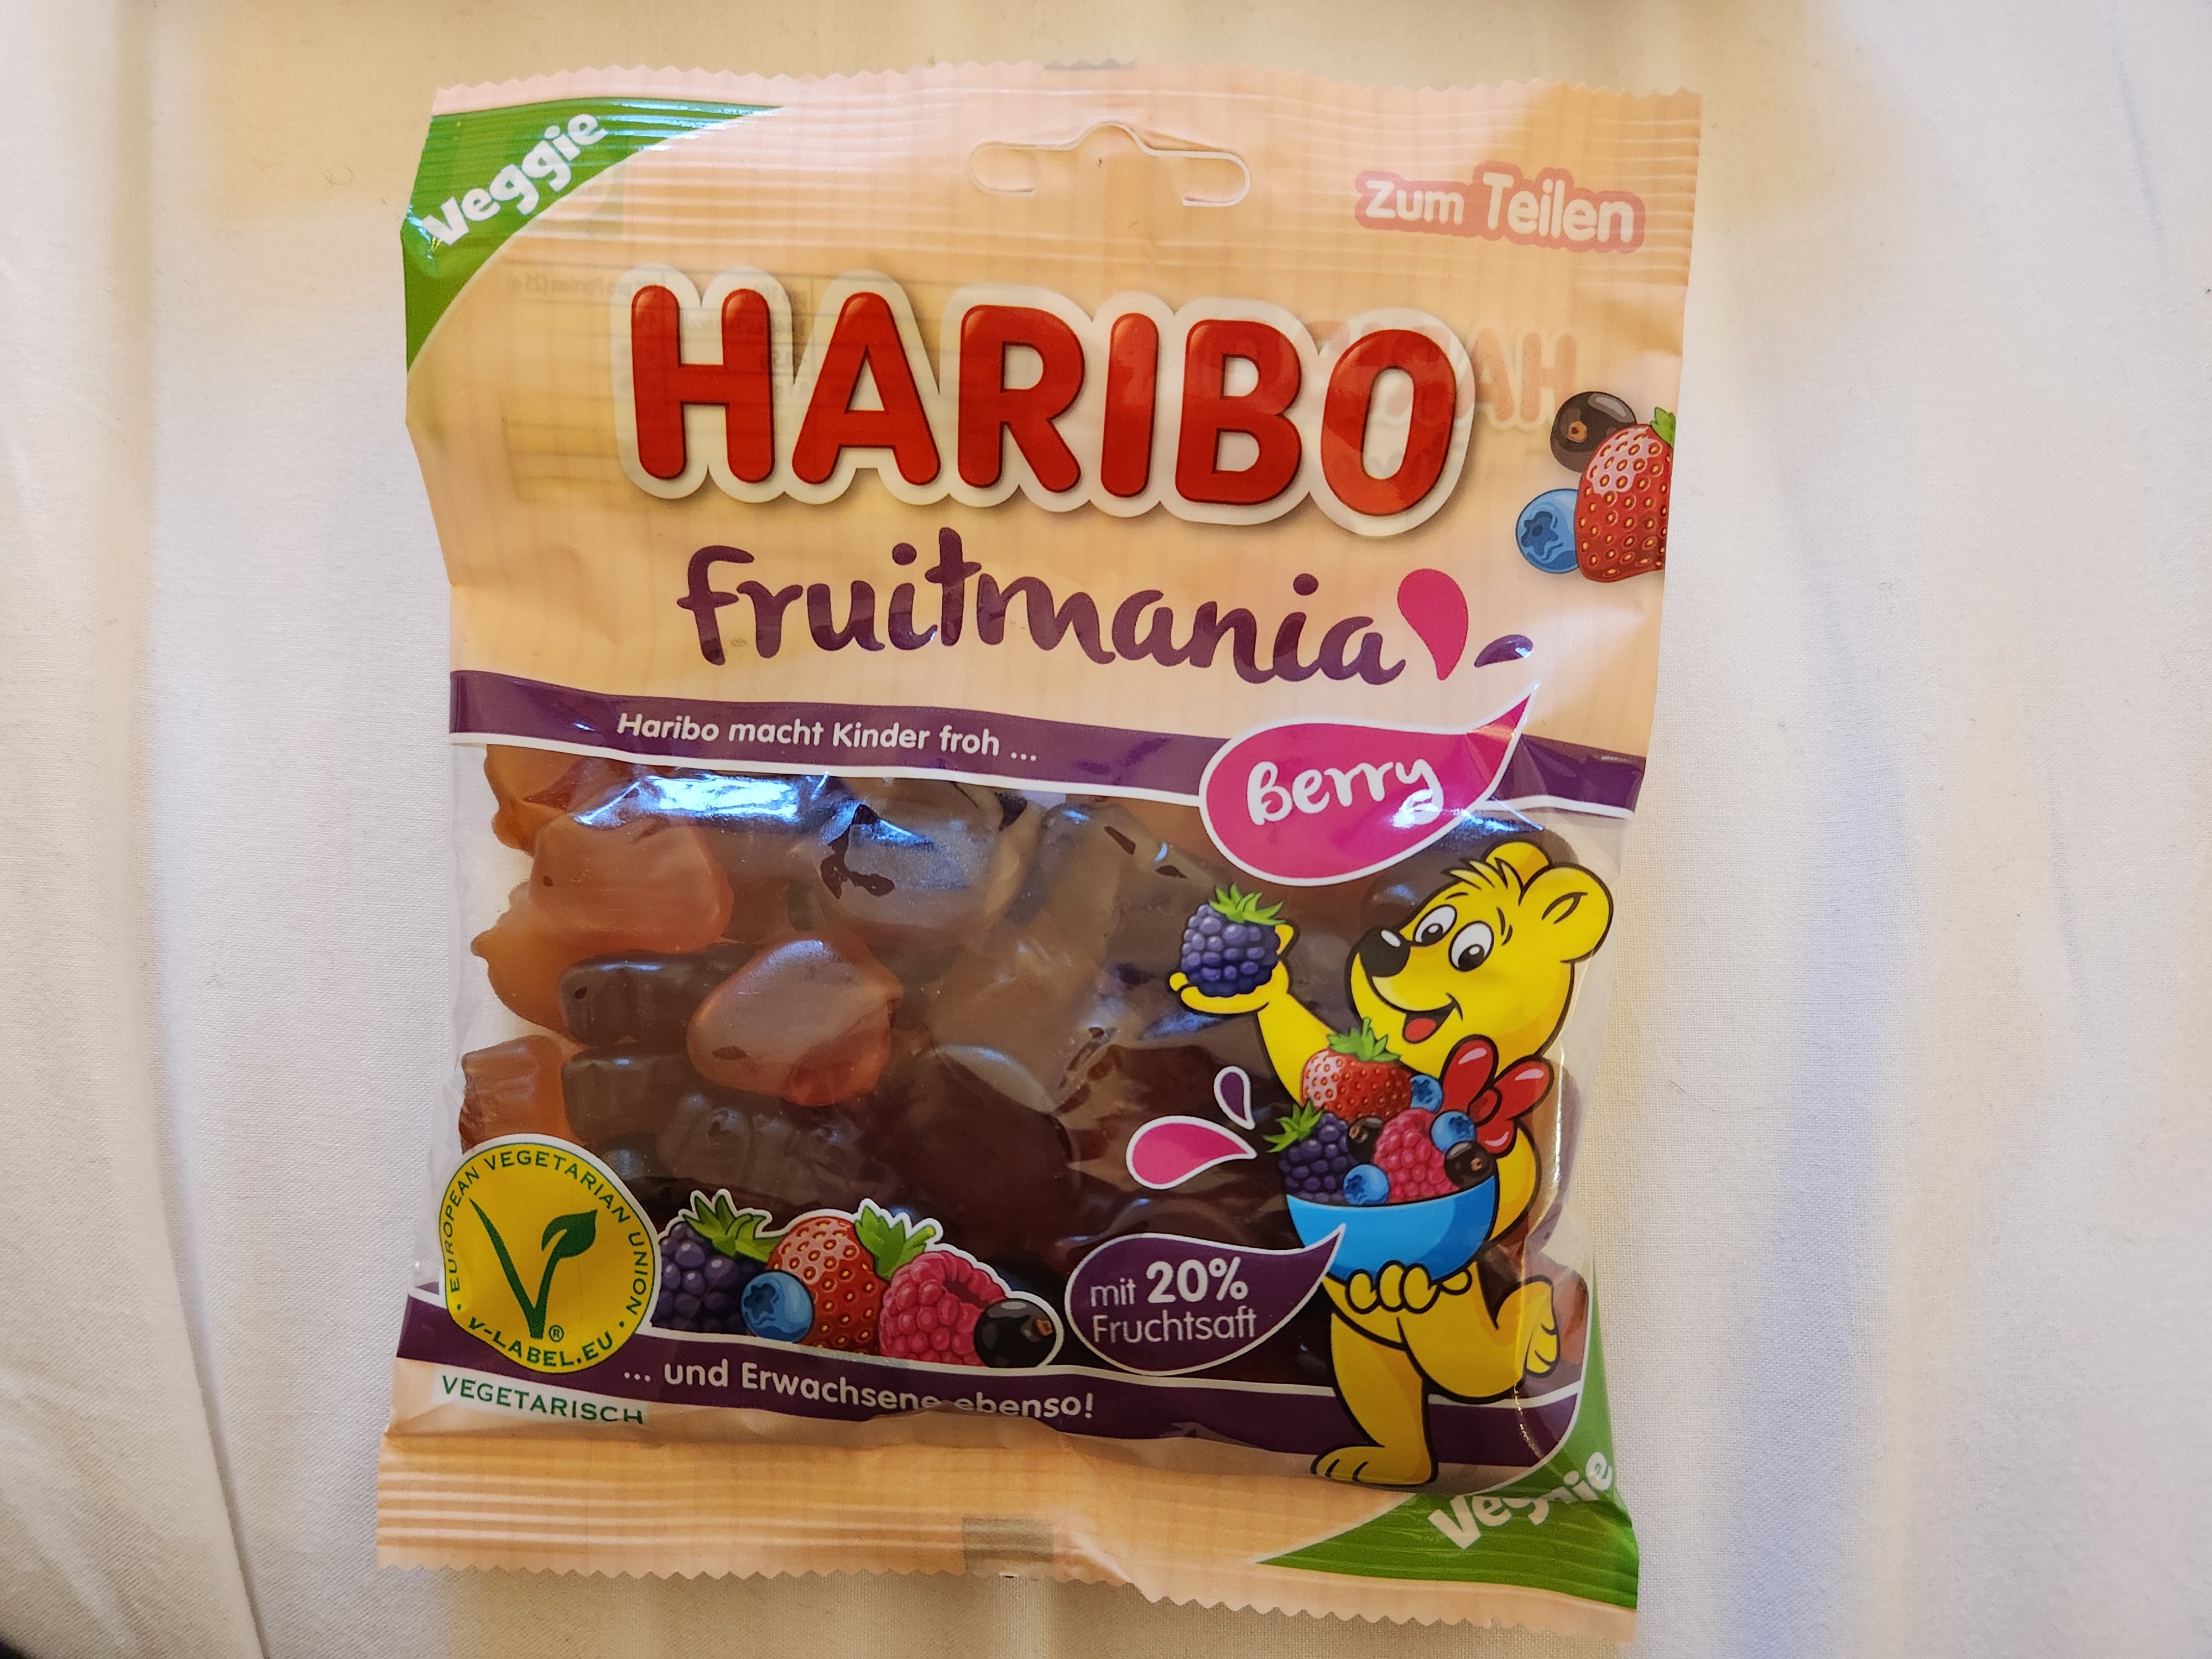 Veggie
Zum Teilen
HARIBO
fruitmania
Haribo macht Kinder froh ...
Berry
mit 20%
Fruchtsaft
EUROPEAN VEGETARIAN UNION
V-LABEL.EU
®
VEGETARISCH
... und Erwachsene ebenso!
Veggie